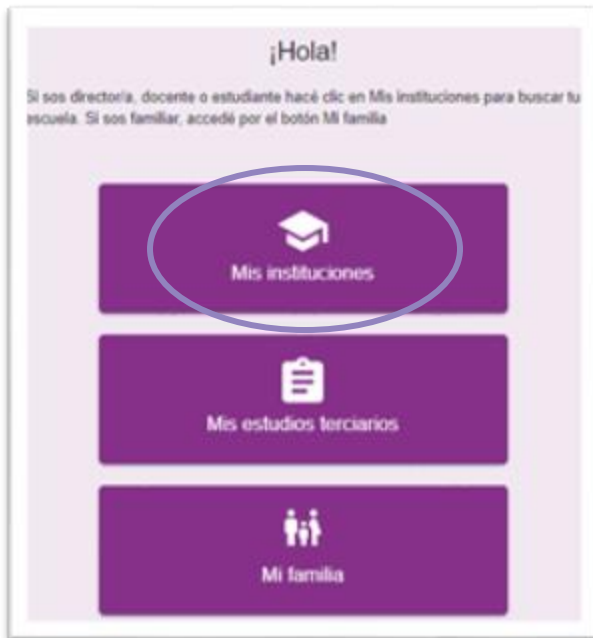 ¡Hola!
Si sos director/a, docente o estudiante hacé clic en Mis instituciones para buscar tu
escuela. Si sos familiar, accedé por el botón Mi familia
Mis instituciones
Mis estudios terciarios
Mi familia